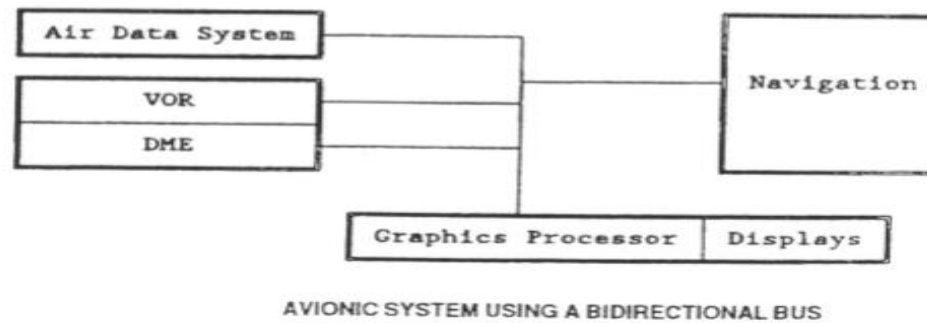 Air Data System
VOR
DME
Navigation
Graphics Processor
Displays
AVIONIC SYSTEM USING A BIDIRECTIONAL BUS